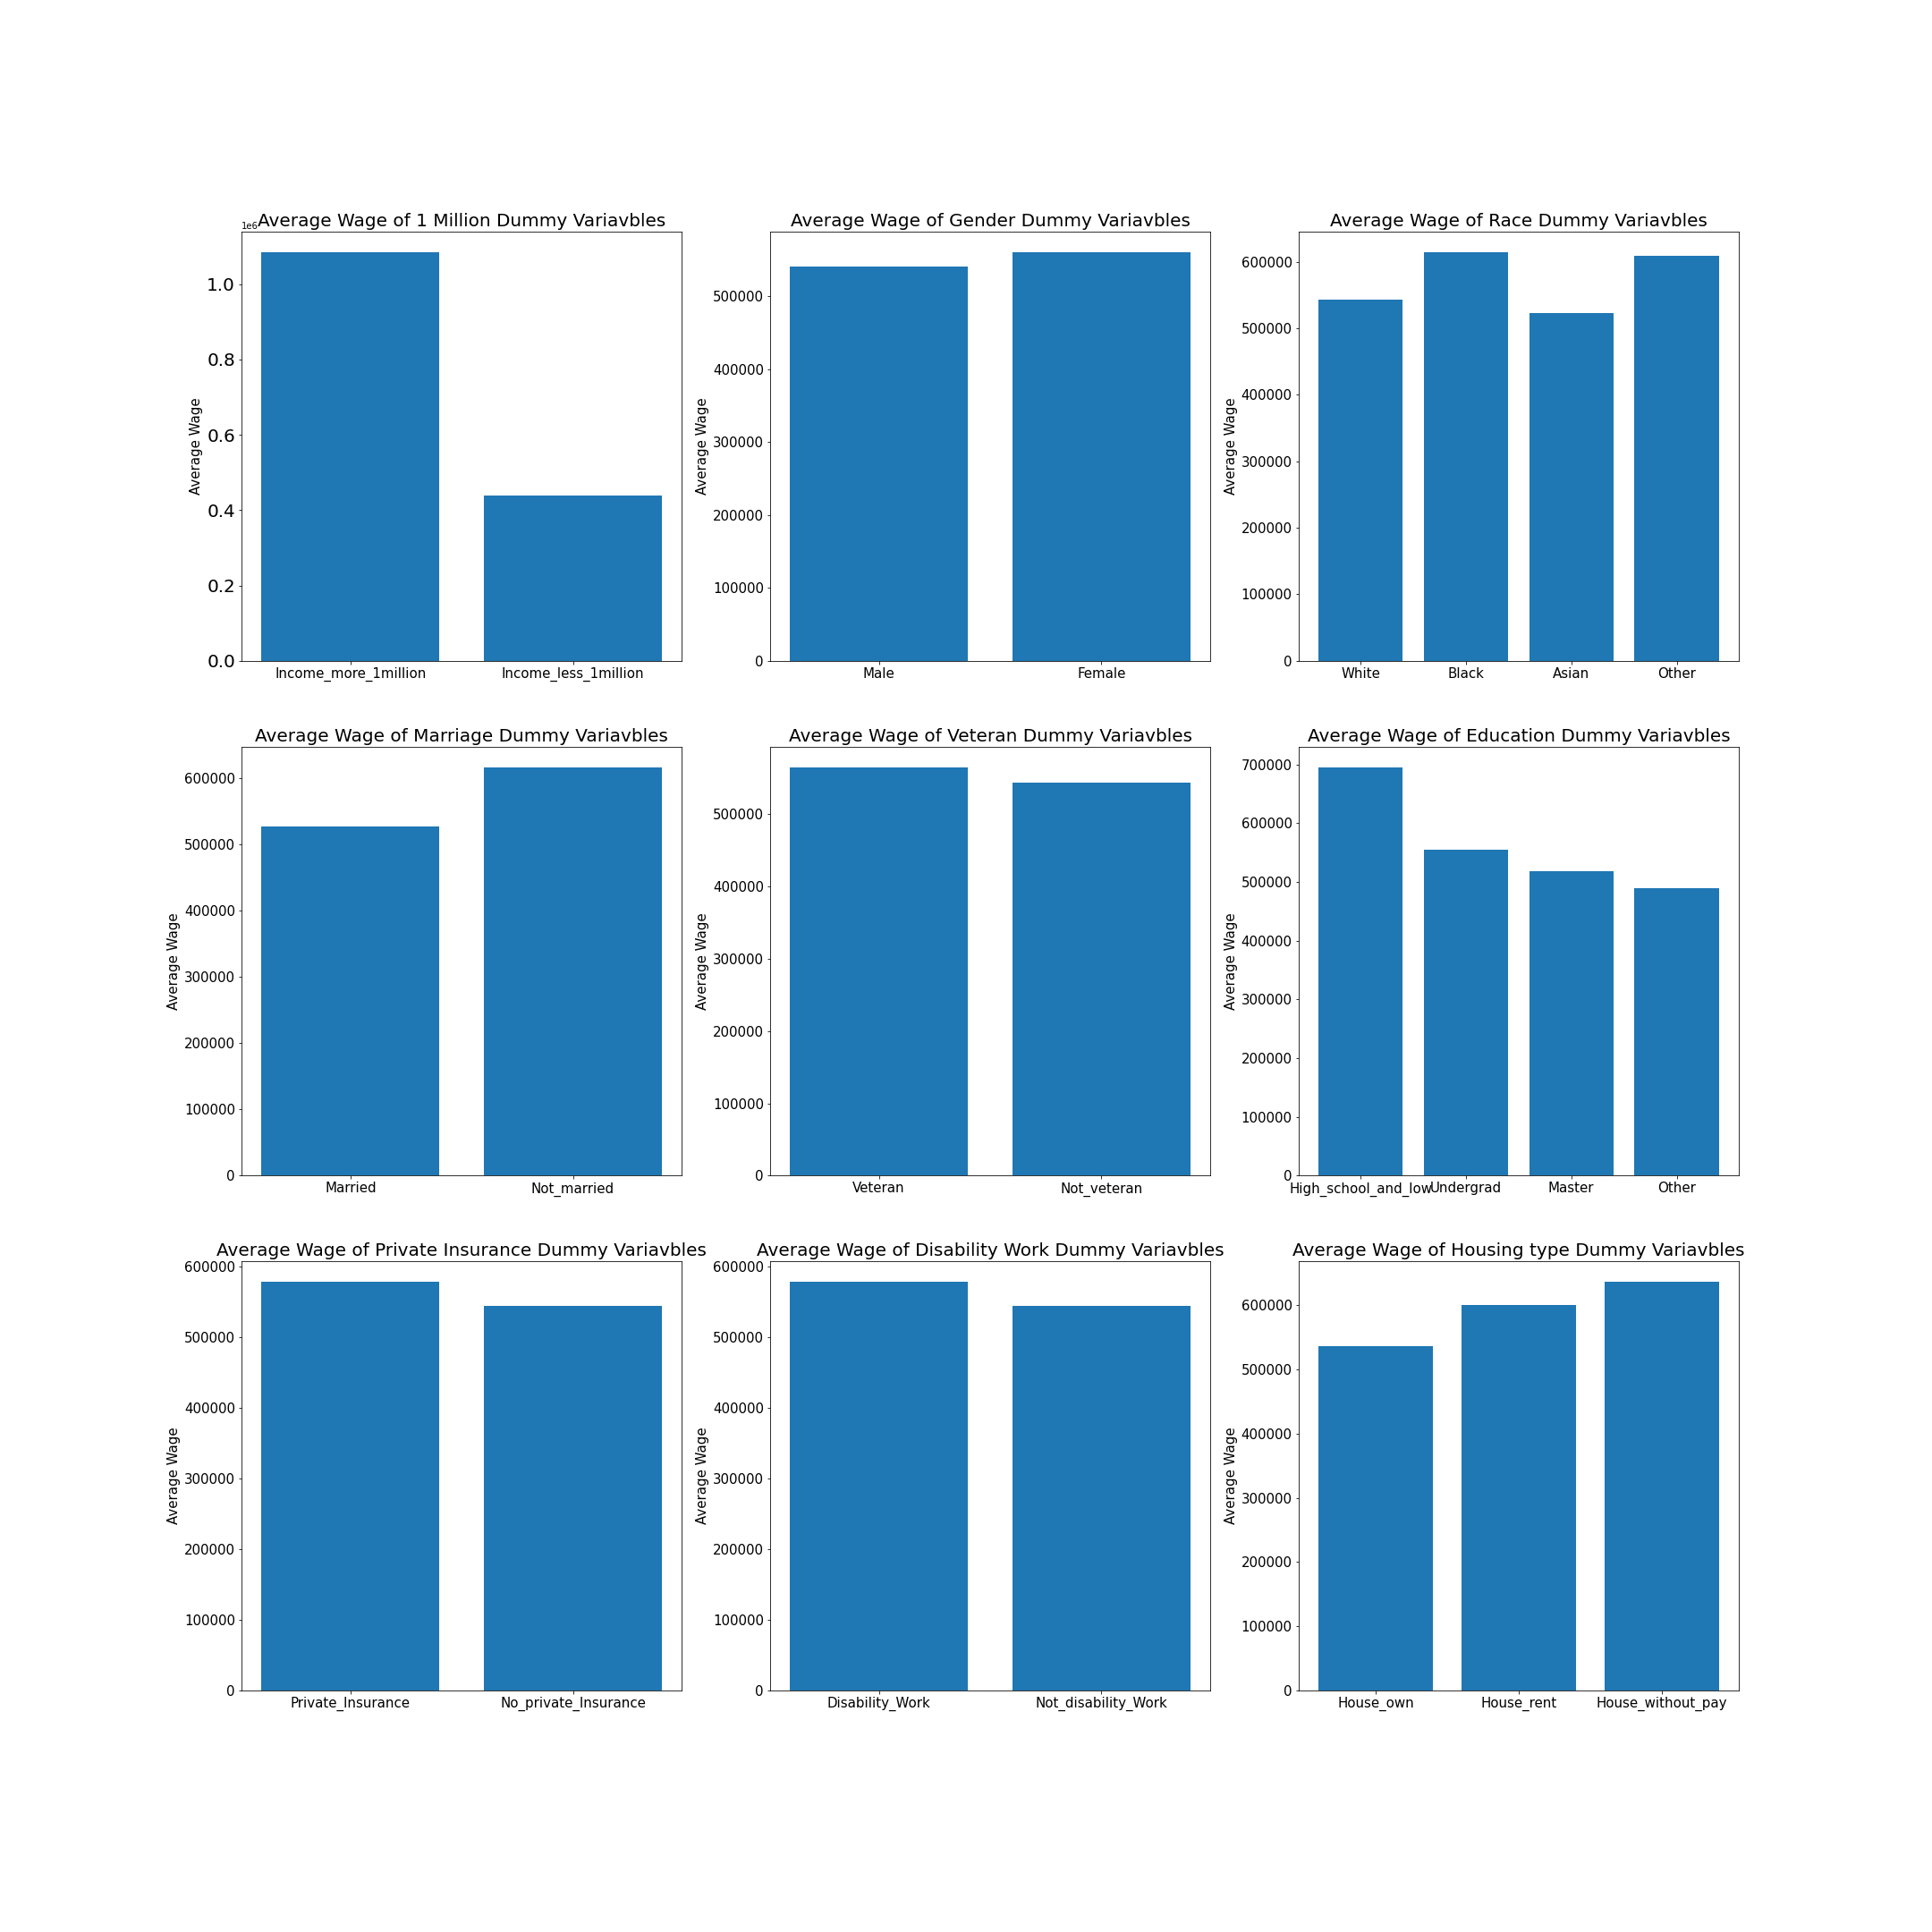 Average Wage of 1 Million Dummy Variavbles
1e6
Average Wage
1.0
0.8
0.6
0.4
0.2
0.0
Income_more_1million
Income_less_1million
Average Wage of Gender Dummy Variavbles
Average Wage
500000
400000
300000
200000
100000
0
Male
Female
Average Wage of Race Dummy Variavbles
Average Wage
600000
500000
400000
300000
200000
100000
0
White
Black
Asian
Other
Average Wage of Marriage Dummy Variavbles
Average Wage
600000
500000
400000
300000
200000
100000
0
Married
Not_married
Average Wage of Veteran Dummy Variavbles
Average Wage
500000
400000
300000
200000
100000
0
Veteran
Not_veteran
Average Wage of Education Dummy Variavbles
Average Wage
700000
600000
500000
400000
300000
200000
100000
0
High_school_and_low
Undergrad
Master
Other
Average Wage of Private Insurance Dummy Variavbles
Average Wage
600000
500000
400000
300000
200000
100000
0
Private_Insurance
No_private_Insurance
Average Wage of Disability Work Dummy Variavbles
Average Wage
600000
500000
400000
300000
200000
100000
0
Disability_Work
Not_disability_Work
Average Wage of Housing type Dummy Variavbles
Average Wage
600000
500000
400000
300000
200000
100000
0
House_own
House_rent
House_without_pay